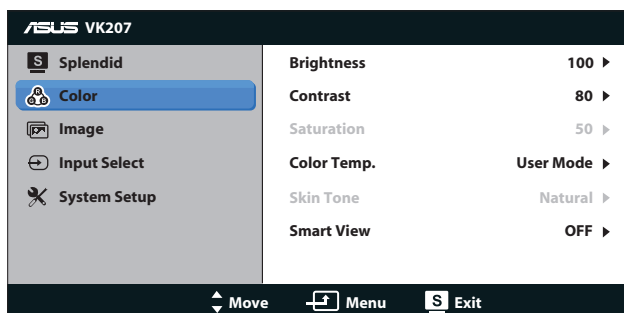 ASUS VK207
S Splendid
Color
Image
Input Select
System Setup
Brightness 100
Contrast 80
Saturation 50
Color Temp. User Mode
Skin Tone Natural
Smart View OFF
Move Menu S Exit